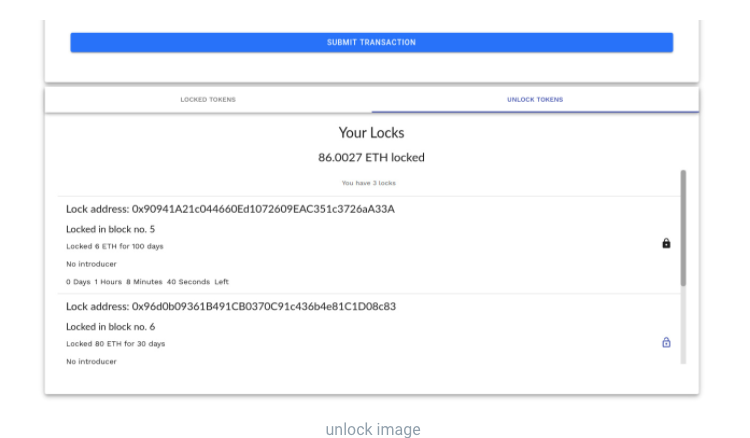 SUBMIT TRANSACTION
LOCKED TOKENS
UNLOCK TOKENS
Your Locks
86.0027 ETH locked
You have 3 locks
Lock address: 0x90941A21c044660Ed1072609EAC351c3726aA33A
Locked in block no. 5
Locked 6 ETH for 100 days
No introducer
0 Days 1 Hours 8 Minutes 40 Seconds Left
Lock address: 0x96d0b09361B491CB0370C91c436b4e81C1D08c83
Locked in block no. 6
Locked 80 ETH for 30 days
No introducer
unlock image